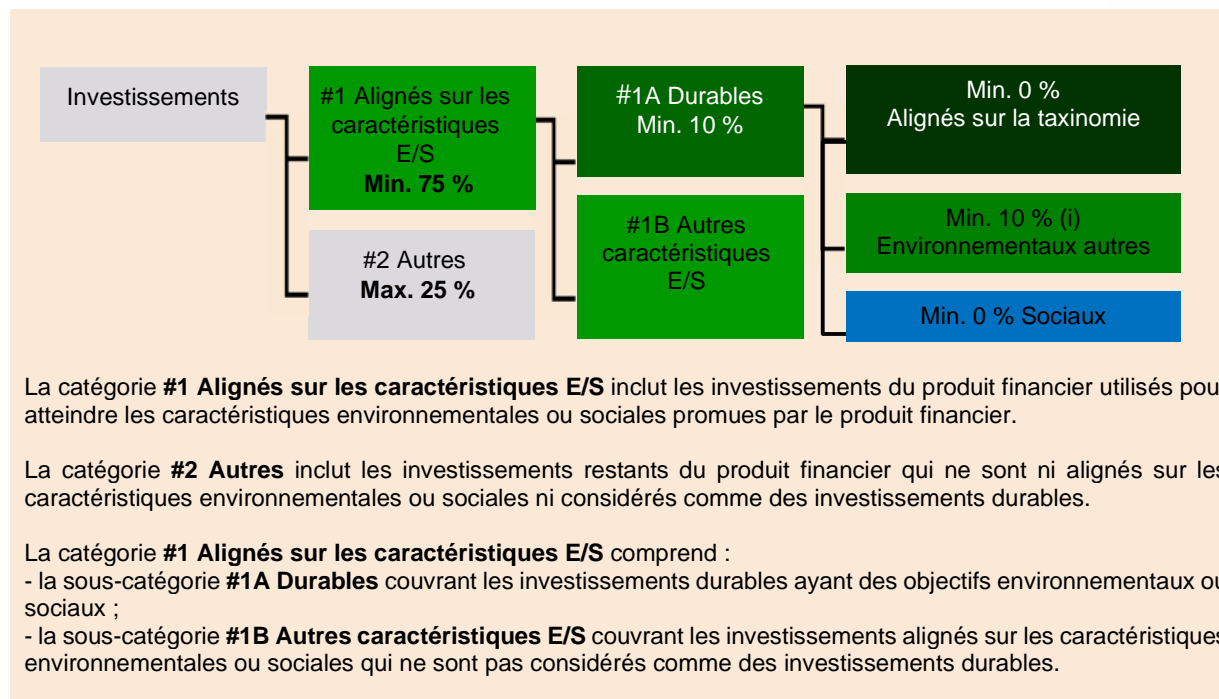 Investissements
#1 Alignés sur les
caractéristiques
E/S
Min. 75 %
#2 Autres
Max. 25 %
#1A Durables
Min. 10 %
#1B Autres
caractéristiques
E/S
Min. 0 %
Alignés sur la taxinomie
Min. 10 % (i)
Environnementaux autres
Min. 0 % Sociaux
La catégorie #1 Alignés sur les caractéristiques E/S inclut les investissements du produit financier utilisés pou
atteindre les caractéristiques environnementales ou sociales promues par le produit financier.
La catégorie #2 Autres inclut les investissements restants du produit financier qui ne sont ni alignés sur les
caractéristiques environnementales ou sociales ni considérés comme des investissements durables.
La catégorie #1 Alignés sur les caractéristiques E/S comprend :
- la sous-catégorie #1A Durables couvrant les investissements durables ayant des objectifs environnementaux ou
sociaux ;
- la sous-catégorie #1B Autres caractéristiques E/S couvrant les investissements alignés sur les caractéristiques
environnementales ou sociales qui ne sont pas considérés comme des investissements durables.